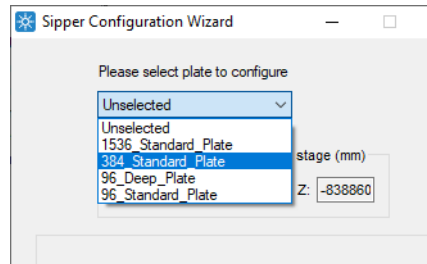 Sipper Configuration Wizard
Please select plate to configure
Unselected
Unselected
1536_Standard_Plate
384_Standard_Plate
96_Deep_Plate
96_Standard_Plate
stage (mm)
Z: -838860